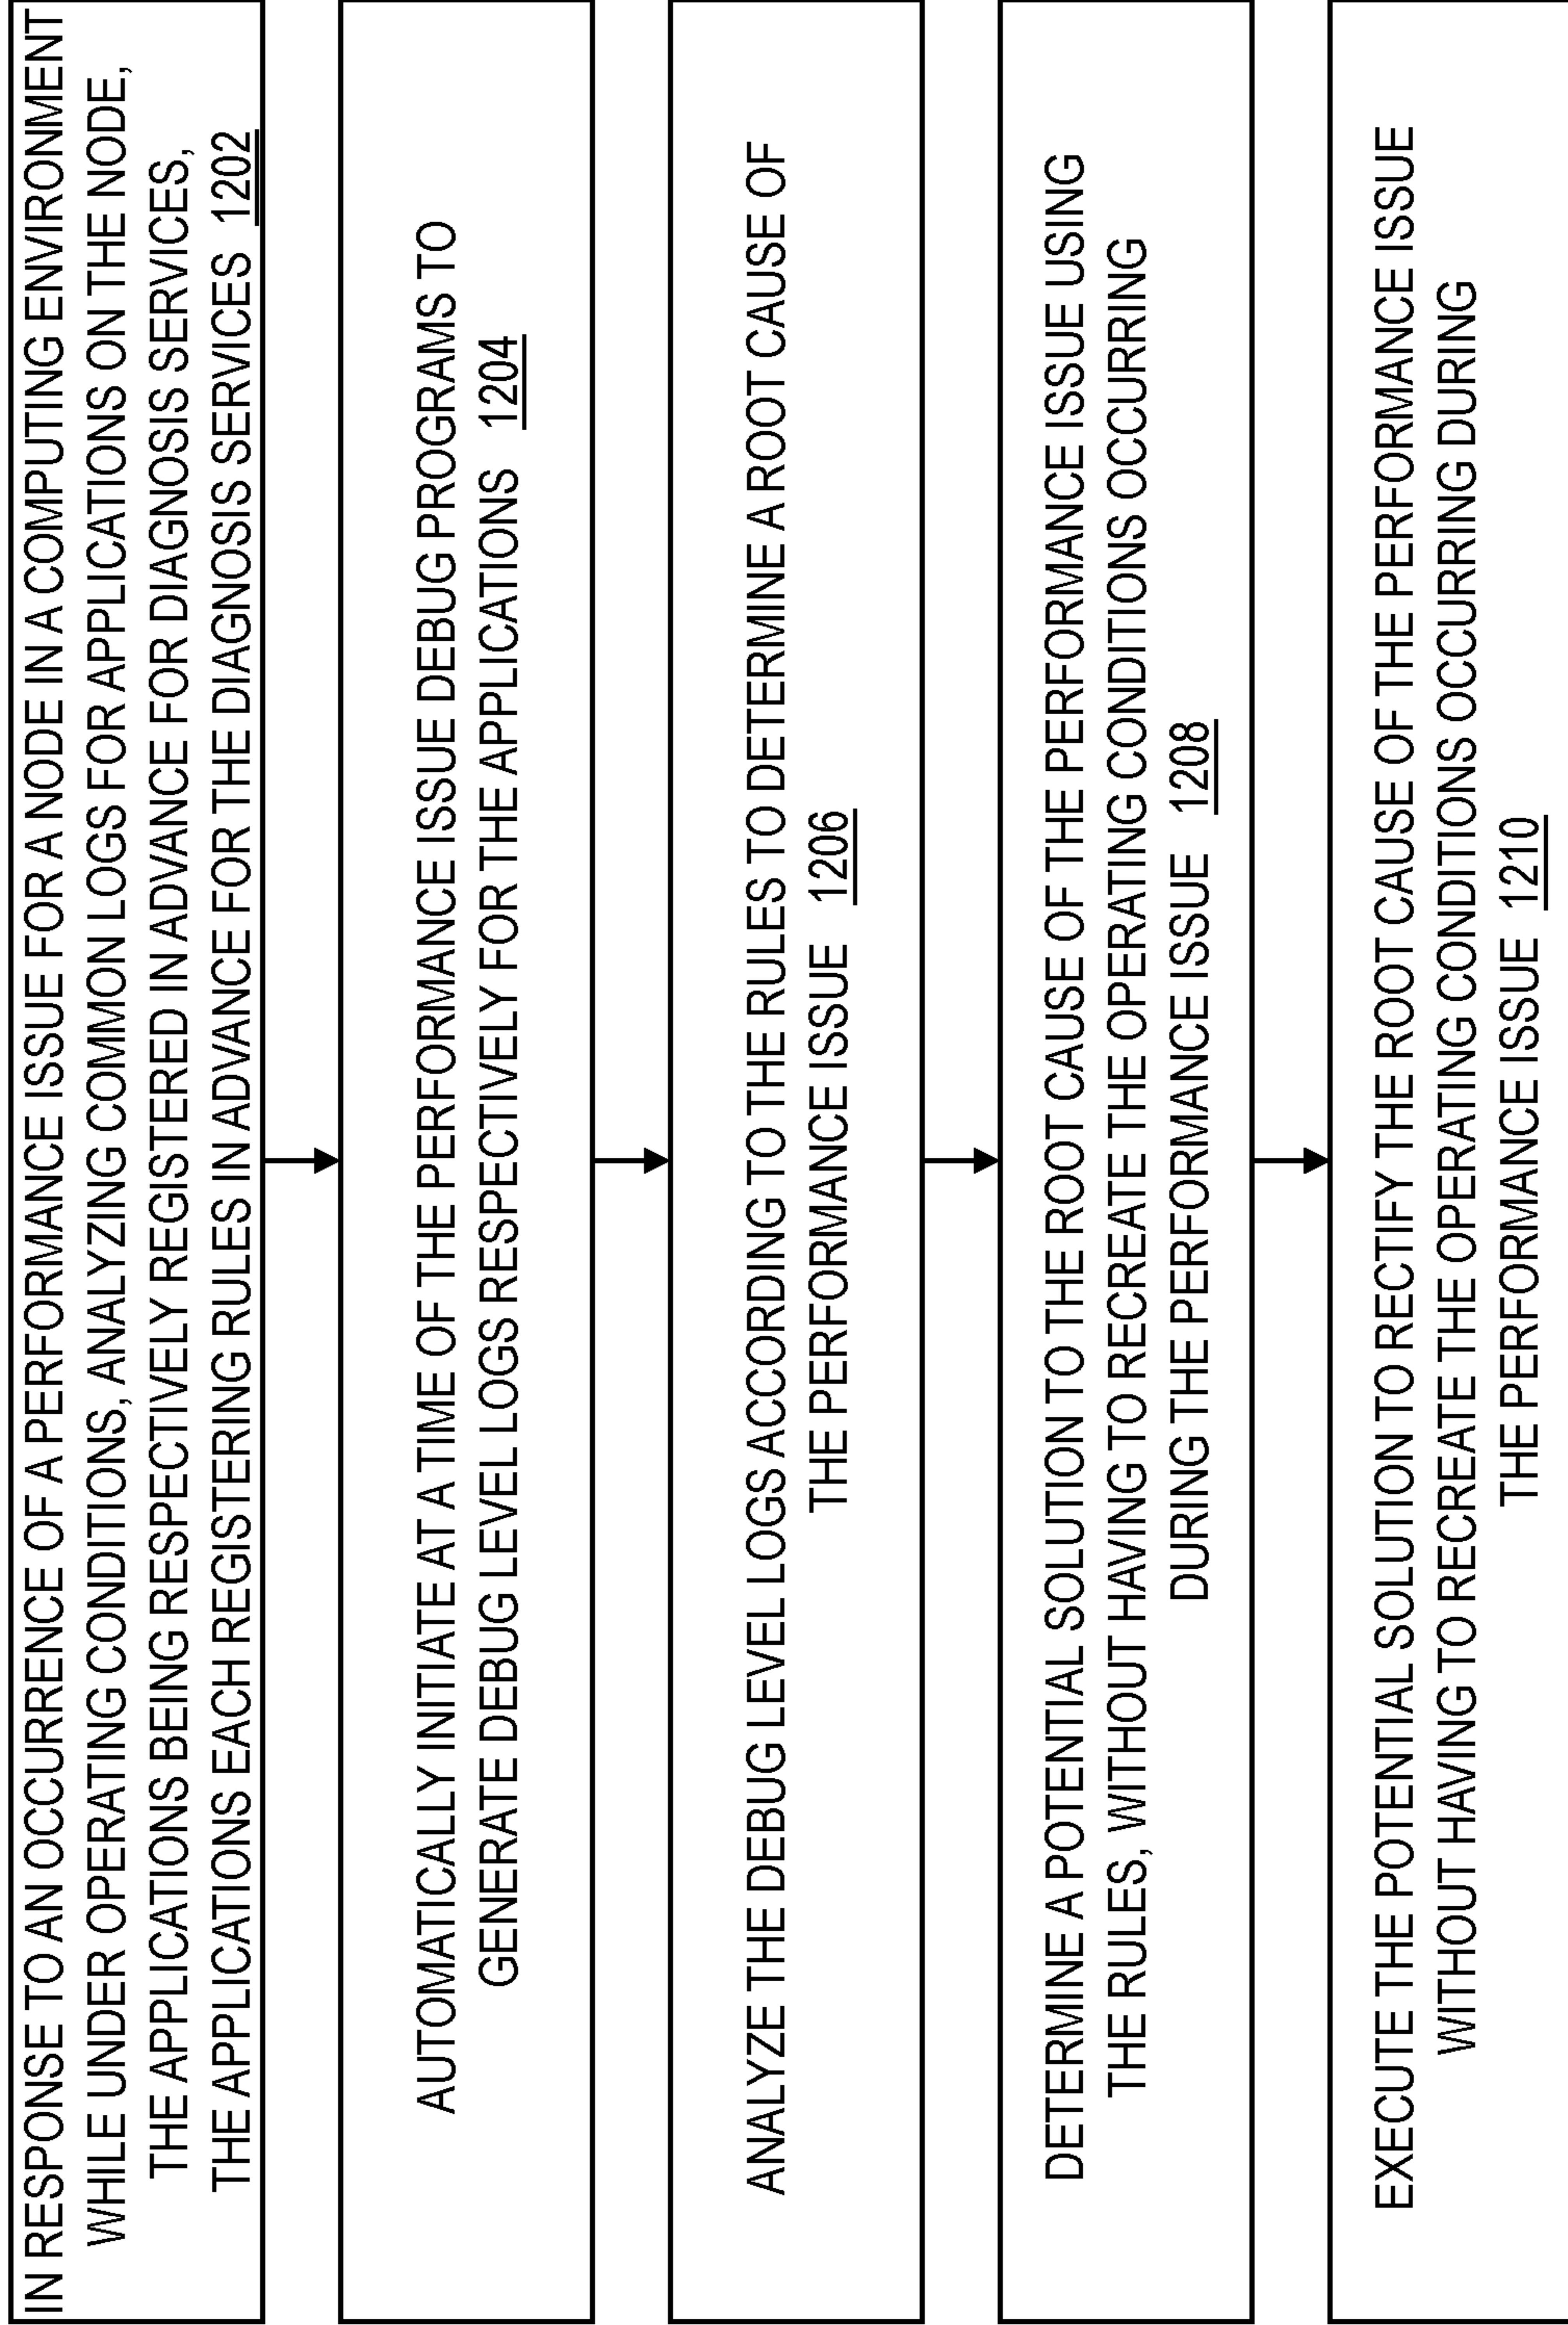 IN RESPONSE TO AN OCCURRENCE OF A PERFORMANCE ISSUE FOR A NODE IN A COMPUTING ENVIRONMENT
WHILE UNDER OPERATING CONDITIONS, ANALYZING COMMON LOGS FOR APPLICATIONS ON THE NODE,
THE APPLICATIONS BEING RESPECTIVELY REGISTERED IN ADVANCE FOR DIAGNOSIS SERVICES,
THE APPLICATIONS EACH REGISTERING RULES IN ADVANCE FOR THE DIAGNOSIS SERVICES 1202
AUTOMATICALLY INITIATE AT A TIME OF THE PERFORMANCE ISSUE DEBUG PROGRAMS TO
GENERATE DEBUG LEVEL LOGS RESPECTIVELY FOR THE APPLICATIONS 1204
ANALYZE THE DEBUG LEVEL LOGS ACCORDING TO THE RULES TO DETERMINE A ROOT CAUSE OF
THE PERFORMANCE ISSUE 1206
DETERMINE A POTENTIAL SOLUTION TO THE ROOT CAUSE OF THE PERFORMANCE ISSUE USING
THE RULES, WITHOUT HAVING TO RECREATE THE OPERATING CONDITIONS OCCURRING
DURING THE PERFORMANCE ISSUE 1208
EXECUTE THE POTENTIAL SOLUTION TO RECTIFY THE ROOT CAUSE OF THE PERFORMANCE ISSUE
WITHOUT HAVING TO RECREATE THE OPERATING CONDITIONS OCCURRING DURING
THE PERFORMANCE ISSUE 1210